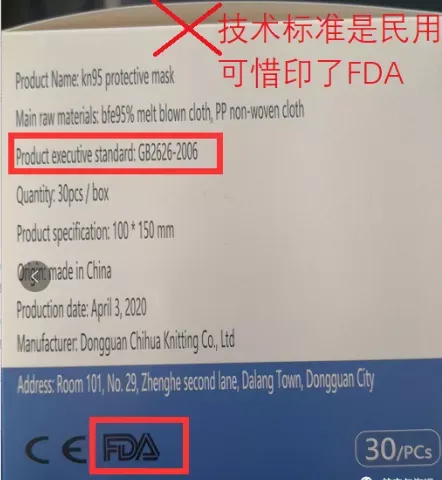 技术标准是民用
可惜印了FDA
Product Name: kn95 protective mask
Main raw materials: bfe95% melt blown cloth, PP non-woven cloth
Product executive standard: GB2626-2006
Quantity: 30pcs / box
Product specification: 100 * 150 mm
Origin: made in China
Production date: April 3, 2020
Manufacturer: Dongguan Chihua Knitting Co., Ltd
Address: Room 101, No. 29, Zhenghe second lane, Dalang Town, Dongguan City
CE FDA
30/PCs